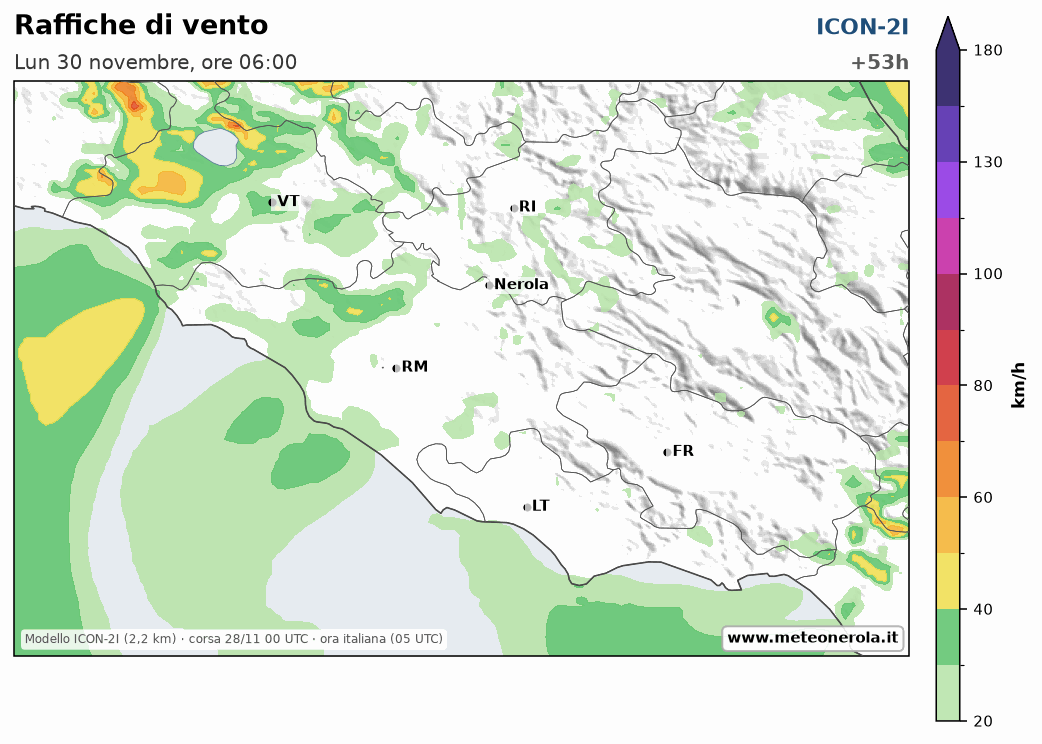 Raffiche di vento
ICON-2I
Lun 30 novembre, ore 06:00
+53h
180
130
100
80
60
40
20
km/h
VT
RI
Nerola
RM
FR
LT
Modello ICON-2I (2,2 km) · corsa 28/11 00 UTC · ora italiana (05 UTC)
www.meteonerola.it